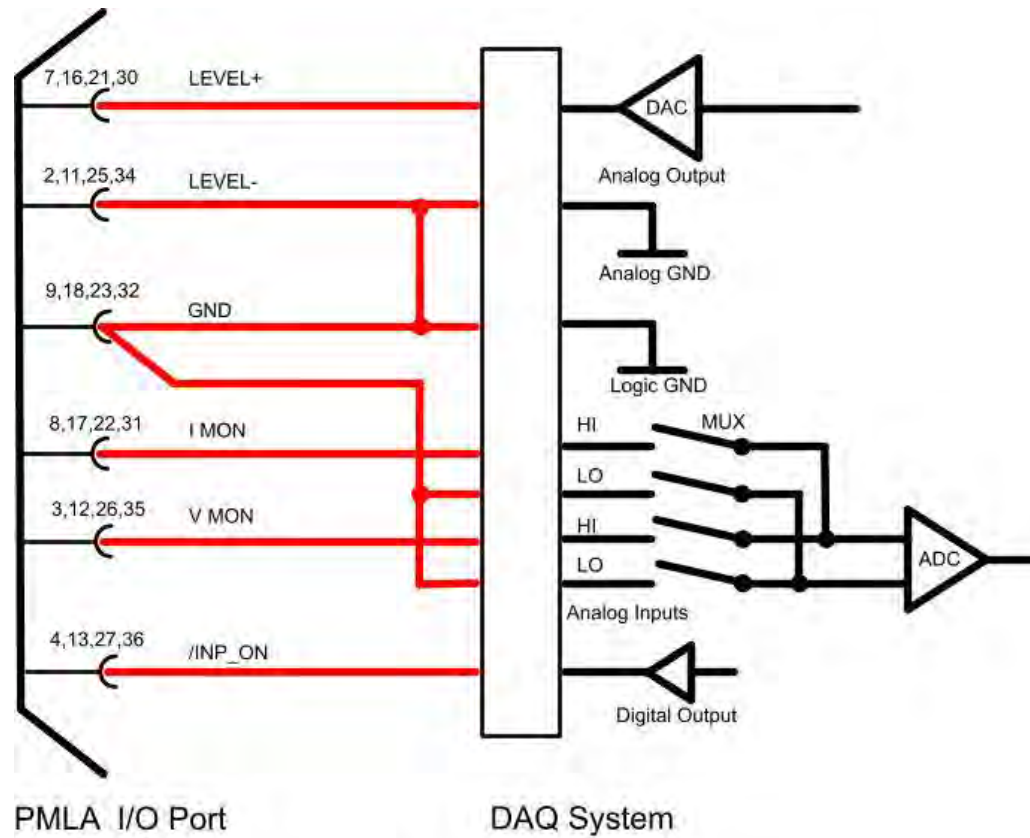 7,16,21,30
LEVEL+
DAC
Analog Output
2,11,25,34
LEVEL-
Analog GND
9,18,23,32
GND
Logic GND
8,17,22,31
I MON
HI
MUX
LO
3,12,26,35
V MON
HI
LO
ADC
Analog Inputs
4,13,27,36
/INP_ON
Digital Output
PMLA I/O Port
DAQ System